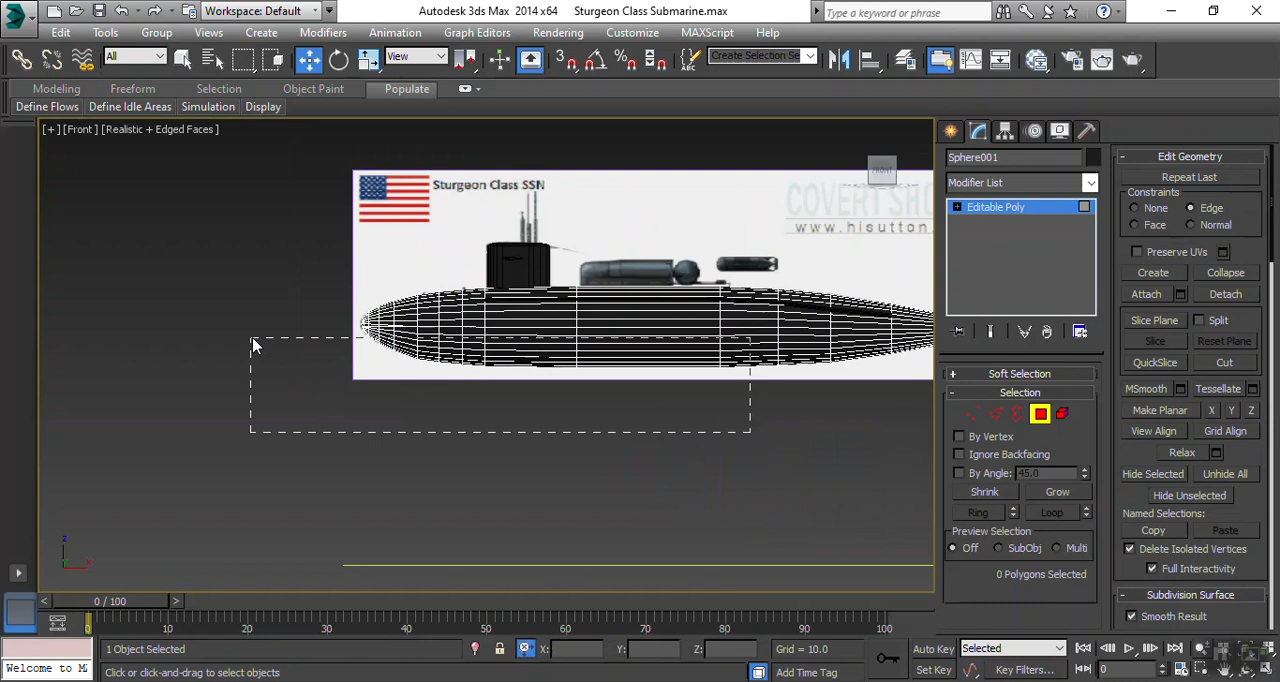 Workspace: Default
Autodesk 3ds Max 2014 x64 Sturgeon Class Submarine.max
Type a keyword or phrase
Edit Tools Group Views Create Modifiers Animation Graph Editors Rendering Customize MAXScript Help
All View 3 Create Selection Se
Modeling Freeform Selection Object Paint Populate
Define Flows Define Idle Areas Simulation Display
[+] [Front] [Realistic + Edged Faces]
FRONT
Sturgeon Class SSN
COVERT SHO
www.hisutton.
z
x
Sphere001
Modifier List
Editable Poly
Soft Selection
Selection
By Vertex
Ignore Backfacing
By Angle: 45.0
Shrink Grow
Ring Loop
Preview Selection
Off SubObj Multi
0 Polygons Selected
Edit Geometry
Repeat Last
Constraints
None Edge
Face Normal
Preserve UVs
Create Collapse
Attach Detach
Slice Plane Split
Slice Reset Plane
QuickSlice Cut
MSmooth Tessellate
Make Planar X Y Z
View Align Grid Align
Relax
Hide Selected Unhide All
Hide Unselected
Named Selections:
Copy Paste
Delete Isolated Vertices
Full Interactivity
Subdivision Surface
Smooth Result
0 / 100
0 10 20 30 40 50 60 70 80 90 100
1 Object Selected X: Y: Z: Grid = 10.0 Auto Key Selected
Welcome to M
Click or click-and-drag to select objects Add Time Tag Set Key Key Filters... 0